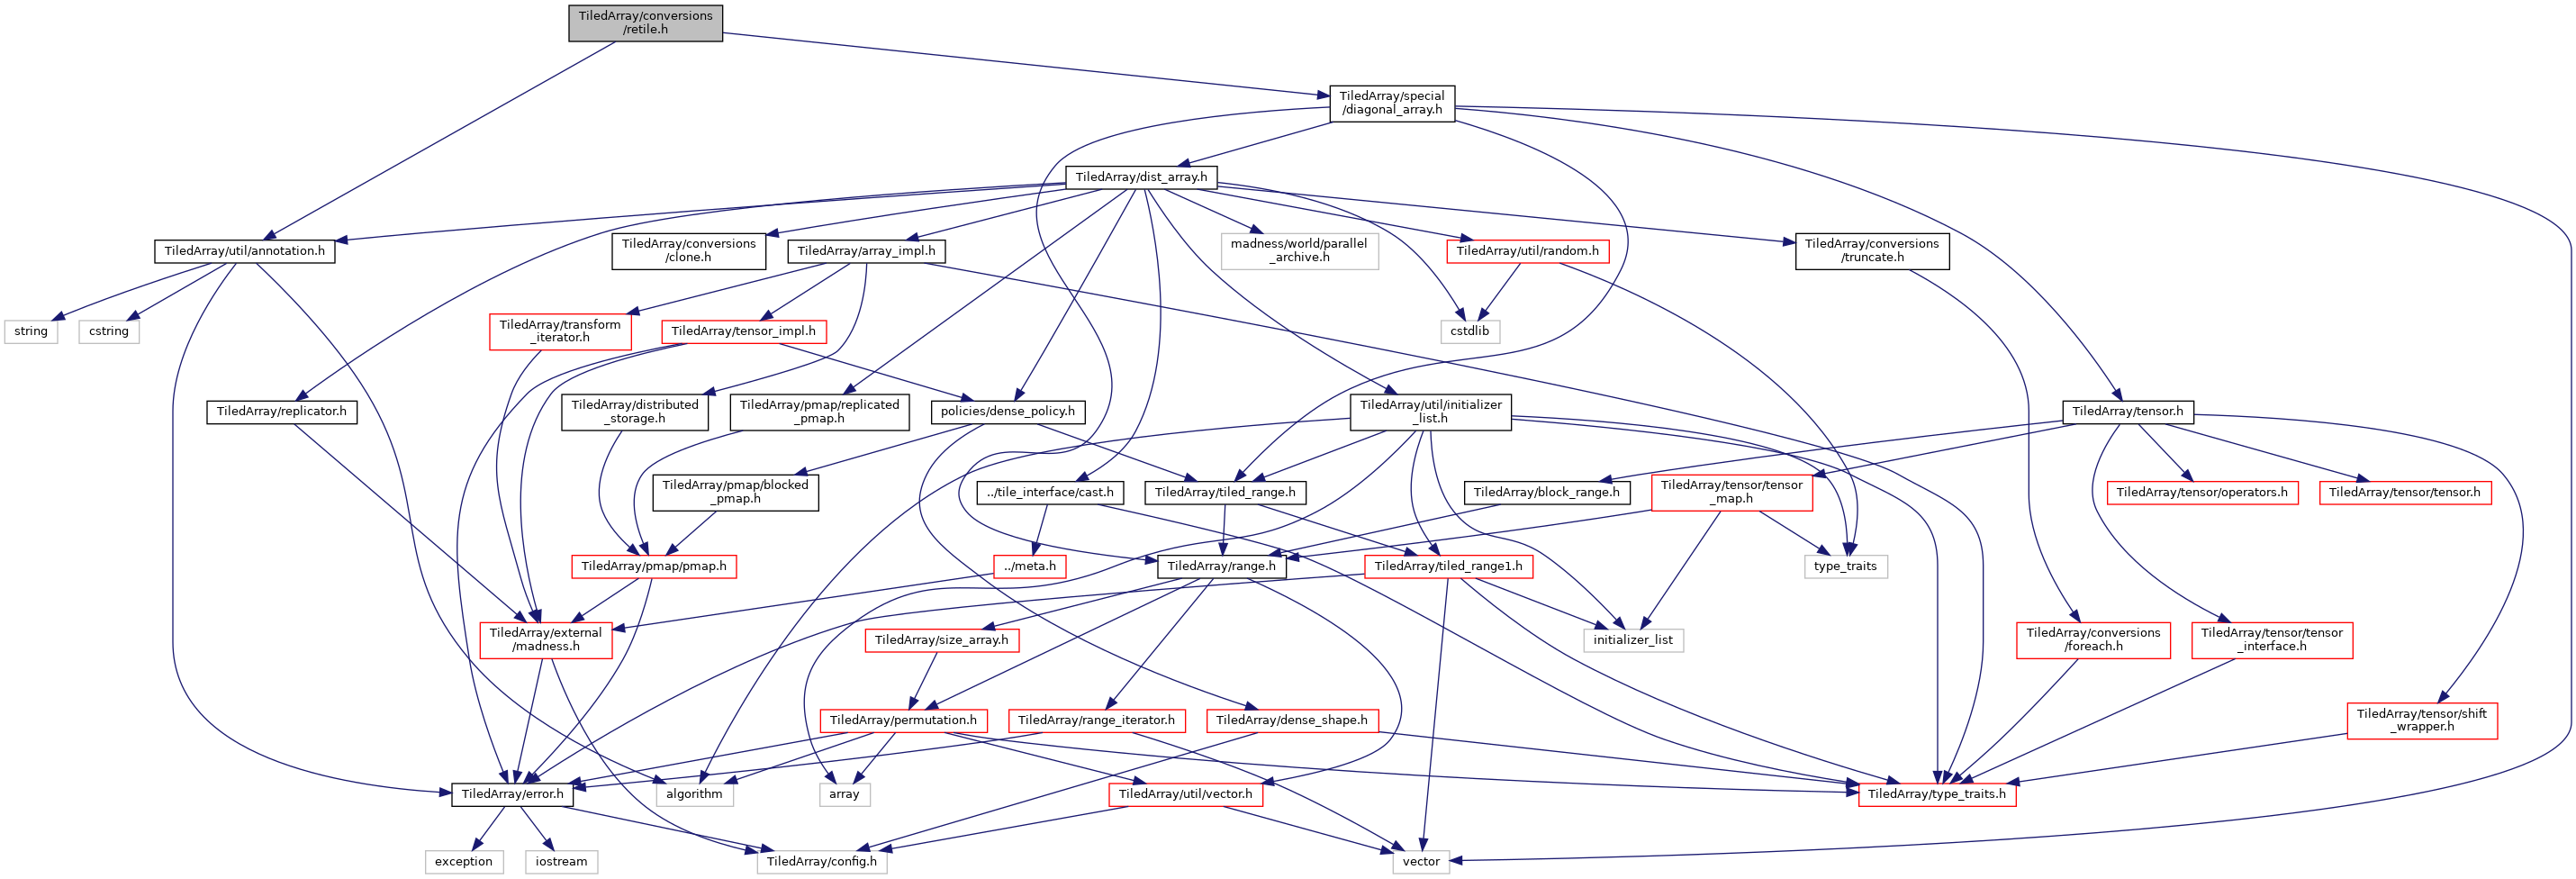 TiledArray/conversions
/retile.h
TiledArray/special
/diagonal_array.h
TiledArray/dist_array.h
TiledArray/util/annotation.h
TiledArray/conversions
/clone.h
TiledArray/array_impl.h
madness/world/parallel
_archive.h
TiledArray/util/random.h
TiledArray/conversions
/truncate.h
string
cstring
TiledArray/transform
_iterator.h
TiledArray/tensor_impl.h
cstdlib
TiledArray/replicator.h
TiledArray/distributed
_storage.h
TiledArray/pmap/replicated
_pmap.h
policies/dense_policy.h
TiledArray/util/initializer
_list.h
TiledArray/tensor.h
TiledArray/pmap/blocked
_pmap.h
../tile_interface/cast.h
TiledArray/tiled_range.h
TiledArray/block_range.h
TiledArray/tensor/tensor
_map.h
TiledArray/tensor/operators.h
TiledArray/tensor/tensor.h
TiledArray/pmap/pmap.h
../meta.h
TiledArray/range.h
TiledArray/tiled_range1.h
type_traits
TiledArray/external
/madness.h
TiledArray/size_array.h
initializer_list
TiledArray/conversions
/foreach.h
TiledArray/tensor/tensor
_interface.h
TiledArray/permutation.h
TiledArray/range_iterator.h
TiledArray/dense_shape.h
TiledArray/tensor/shift
_wrapper.h
TiledArray/error.h
algorithm
array
TiledArray/util/vector.h
TiledArray/type_traits.h
exception
iostream
TiledArray/config.h
vector